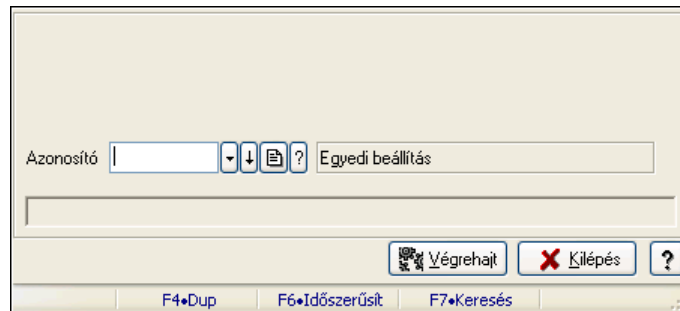 Azonosító ? Egyedi beállítás
Végrehajt Kilépés ?
F4•Dup F6•Időszerűsít F7•Keresés